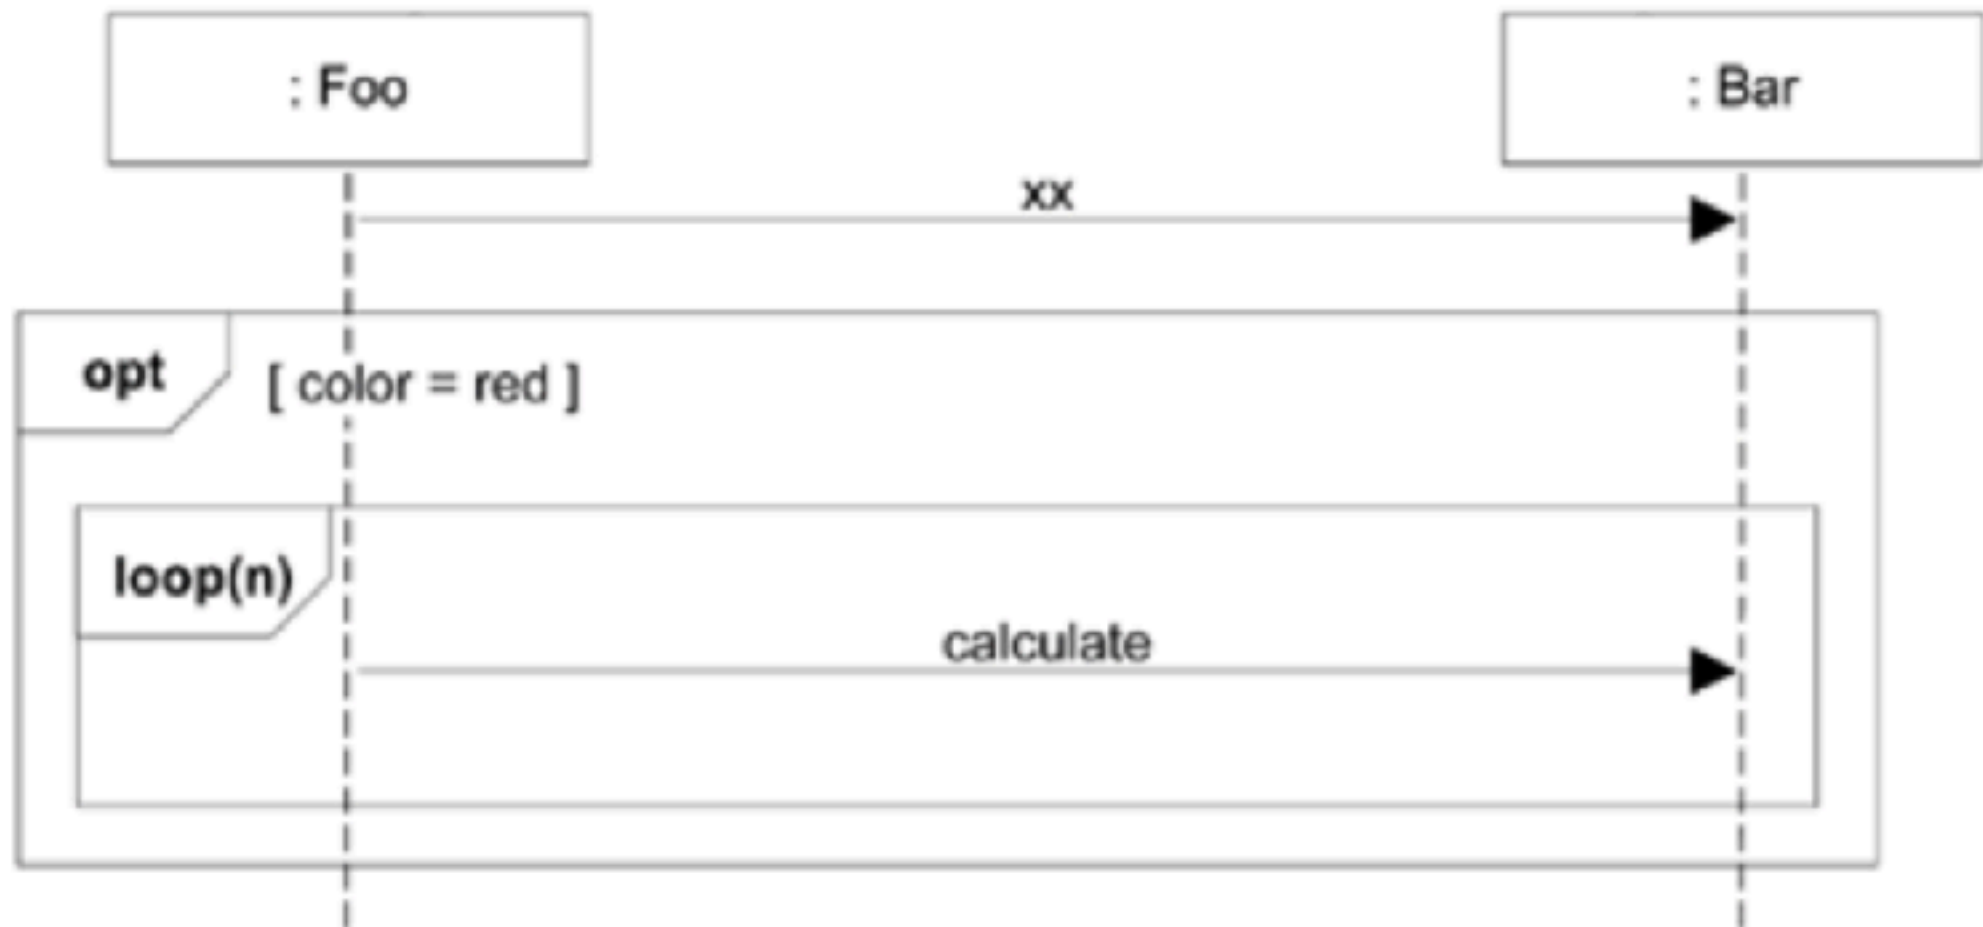 : Foo
: Bar
xx
opt
[ color = red ]
loop(n)
calculate